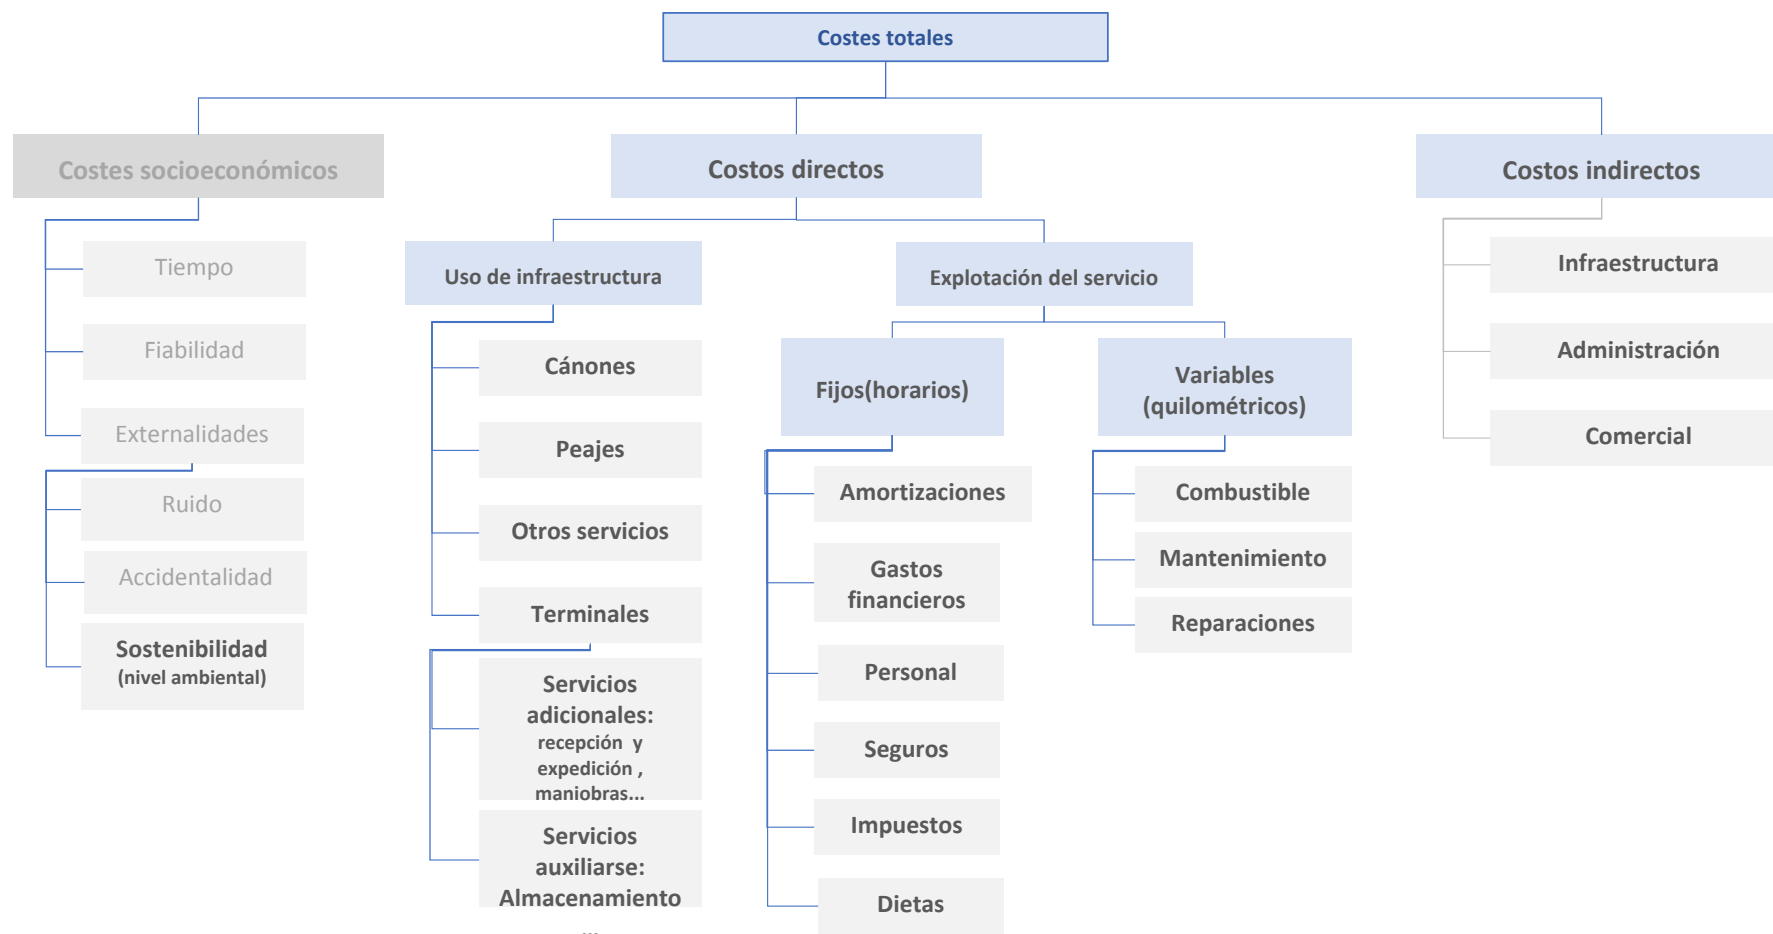 Costes totales
Costes socioeconómicos
Tiempo
Fiabilidad
Externalidades
Ruido
Accidentalidad
Sostenibilidad
(nivel ambiental)
Costos directos
Uso de infraestructura
Cánones
Peajes
Otros servicios
Terminales
Servicios
adicionales:
recepción y
expedición ,
maniobras...
Servicios
auxiliarse:
Almacenamiento
...
Explotación del servicio
Fijos(horarios)
Amortizaciones
Gastos
financieros
Personal
Seguros
Impuestos
Dietas
Variables
(quilométricos)
Combustible
Mantenimiento
Reparaciones
Costos indirectos
Infraestructura
Administración
Comercial